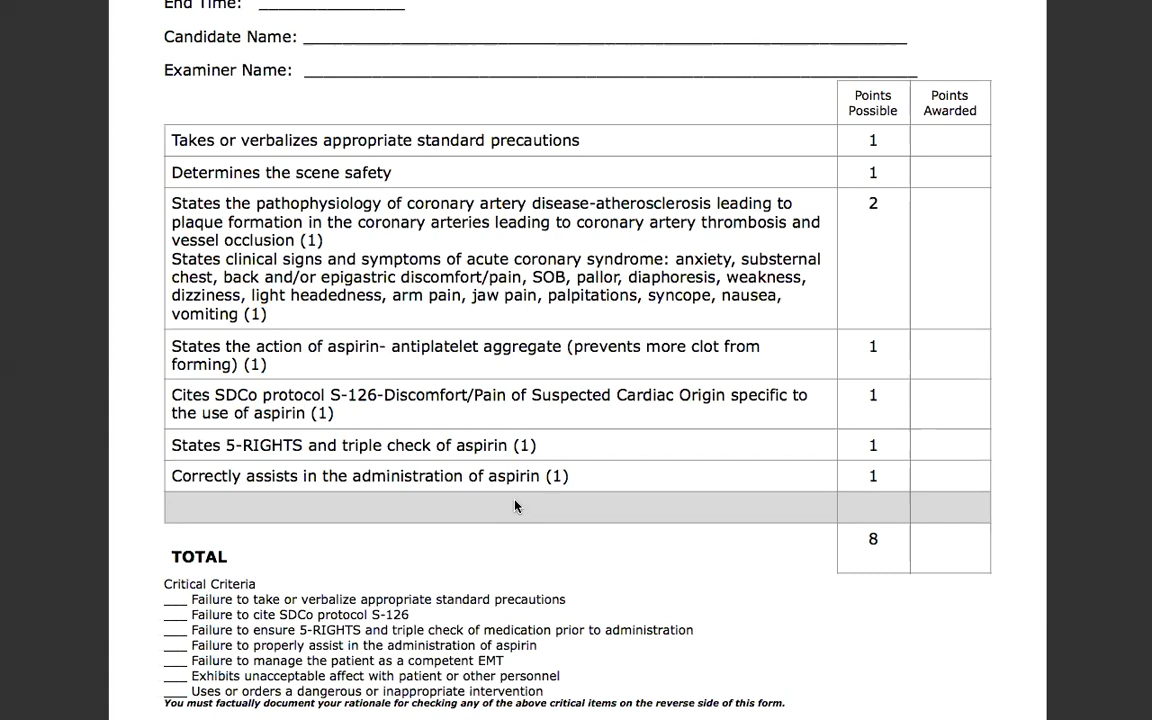 End Time: _______________
Candidate Name: ______________________________________________________________
Examiner Name: _______________________________________________________________
Points Possible
Points Awarded
Takes or verbalizes appropriate standard precautions 1
Determines the scene safety 1
States the pathophysiology of coronary artery disease-atherosclerosis leading to 2
plaque formation in the coronary arteries leading to coronary artery thrombosis and
vessel occlusion (1)
States clinical signs and symptoms of acute coronary syndrome: anxiety, substernal
chest, back and/or epigastric discomfort/pain, SOB, pallor, diaphoresis, weakness,
dizziness, light headedness, arm pain, jaw pain, palpitations, syncope, nausea,
vomiting (1)
States the action of aspirin- antiplatelet aggregate (prevents more clot from 1
forming) (1)
Cites SDCo protocol S-126-Discomfort/Pain of Suspected Cardiac Origin specific to 1
the use of aspirin (1)
States 5-RIGHTS and triple check of aspirin (1) 1
Correctly assists in the administration of aspirin (1) 1
TOTAL 8
Critical Criteria
___ Failure to take or verbalize appropriate standard precautions
___ Failure to cite SDCo protocol S-126
___ Failure to ensure 5-RIGHTS and triple check of medication prior to administration
___ Failure to properly assist in the administration of aspirin
___ Failure to manage the patient as a competent EMT
___ Exhibits unacceptable affect with patient or other personnel
___ Uses or orders a dangerous or inappropriate intervention
You must factually document your rationale for checking any of the above critical items on the reverse side of this form.